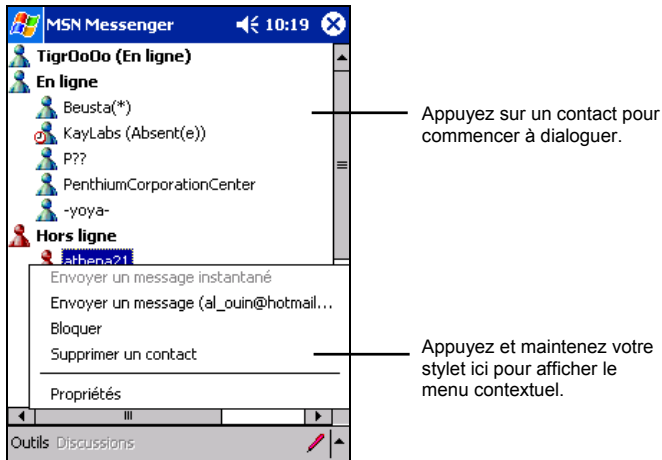 MSN Messenger 10:19
TigrOoOo (En ligne)
En ligne
Beusta(*)
KayLabs (Absent(e))
P??
PenthiumCorporationCenter
-yoya-
Hors ligne
athena21
Envoyer un message instantané
Envoyer un message (al_ouin@hotmail...
Bloquer
Supprimer un contact
Propriétés
Outils Discussions
Appuyez sur un contact pour
commencer à dialoguer.
Appuyez et maintenez votre
stylet ici pour afficher le
menu contextuel.